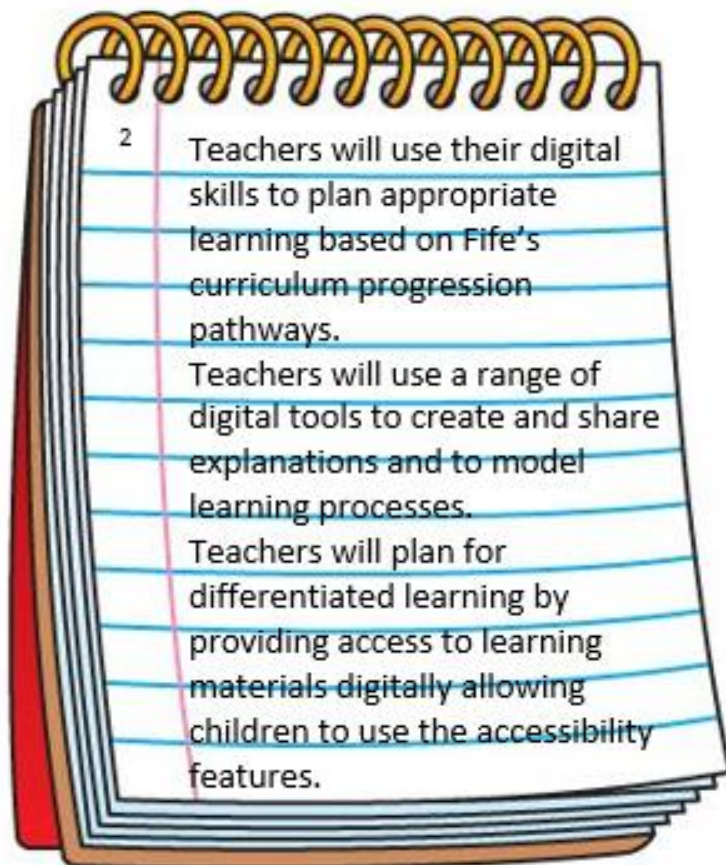 2
Teachers will use their digital
skills to plan appropriate
learning based on Fife’s
curriculum progression
pathways.
Teachers will use a range of
digital tools to create and share
explanations and to model
learning processes.
Teachers will plan for
differentiated learning by
providing access to learning
materials digitally allowing
children to use the accessibility
features.